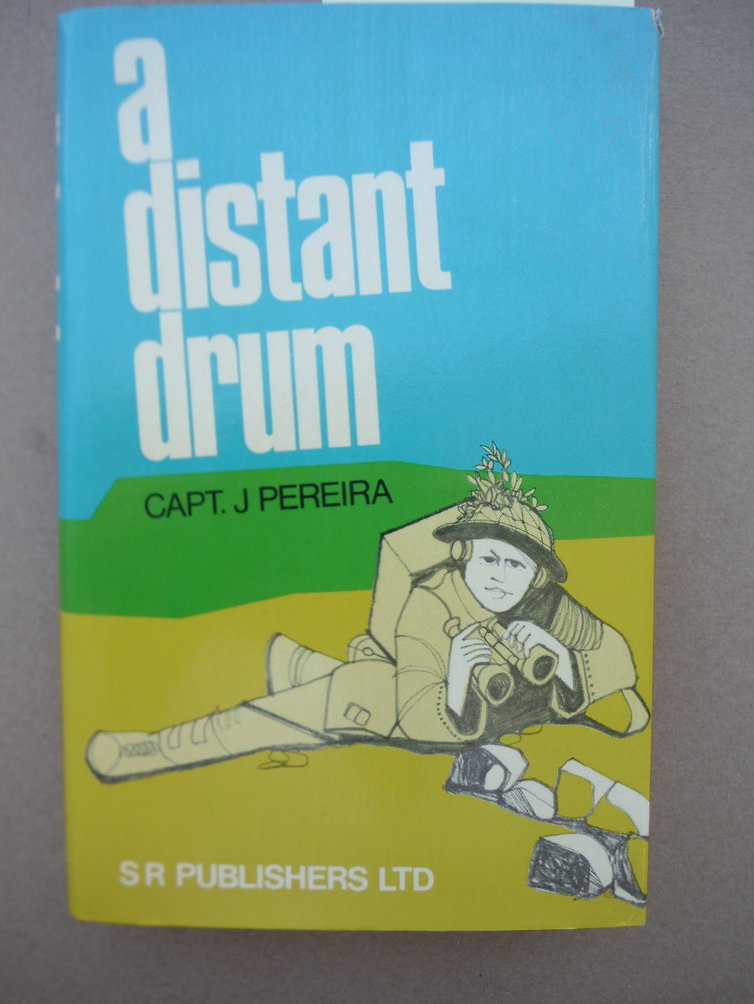 a
distant
drum
CAPT. J PEREIRA
S R PUBLISHERS LTD